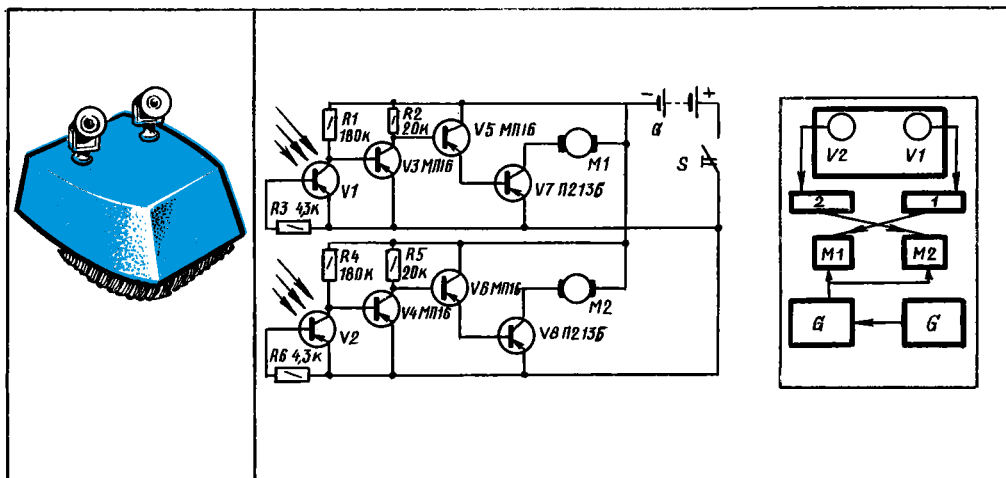 R1
180к
R2
20к
V5 МП16
V3 МП16
V1
R3 4,3к
V7 П213Б
M1
−
+
G
S
R4
180к
R5
20к
V6 МП16
V4 МП16
V2
R6 4,3к
V8 П213Б
M2
V2 V1
2 1
M1 M2
G G